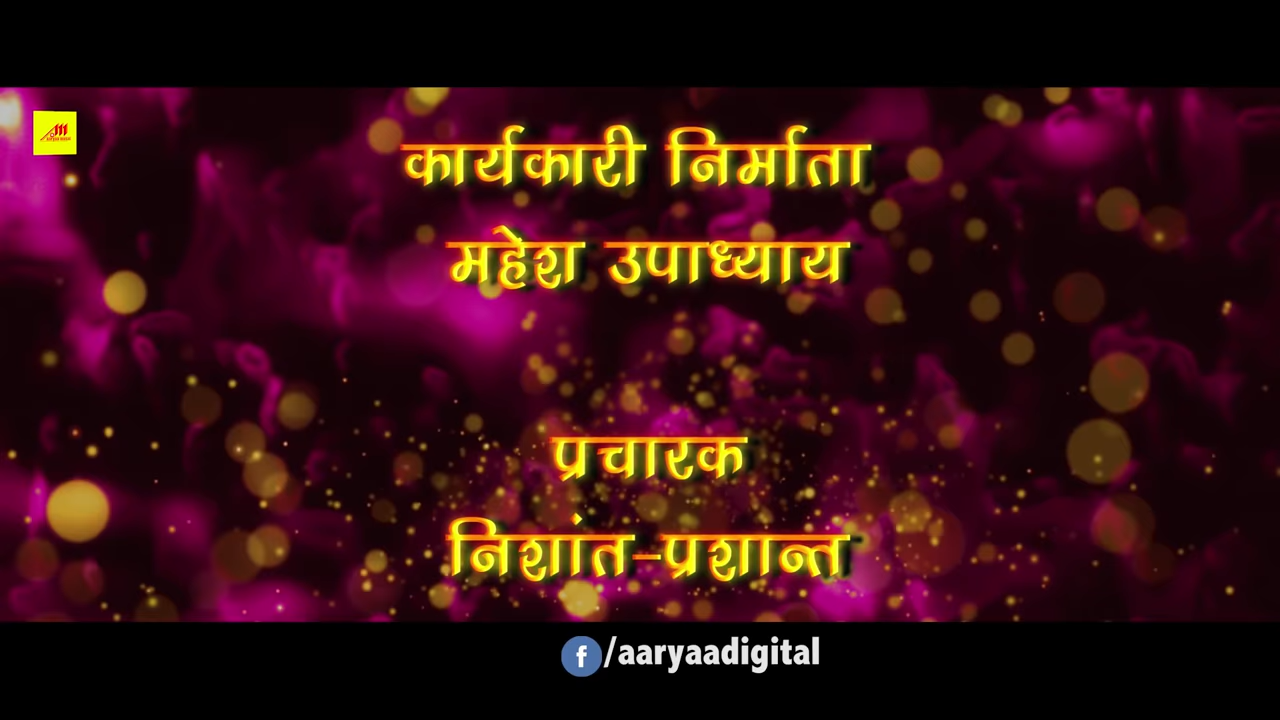 कार्यकारी निर्माता
महेश उपाध्याय
प्रचारक
निशांत-प्रशान्त
/aaryaadigital